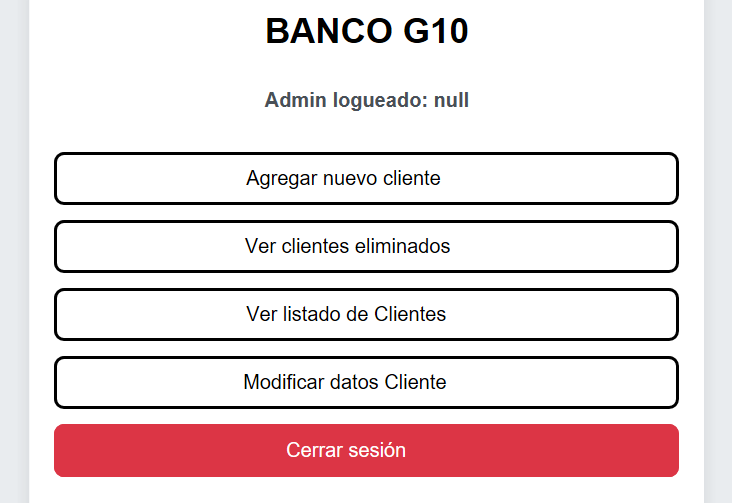 BANCO G10
Admin logueado: null
Agregar nuevo cliente
Ver clientes eliminados
Ver listado de Clientes
Modificar datos Cliente
Cerrar sesión